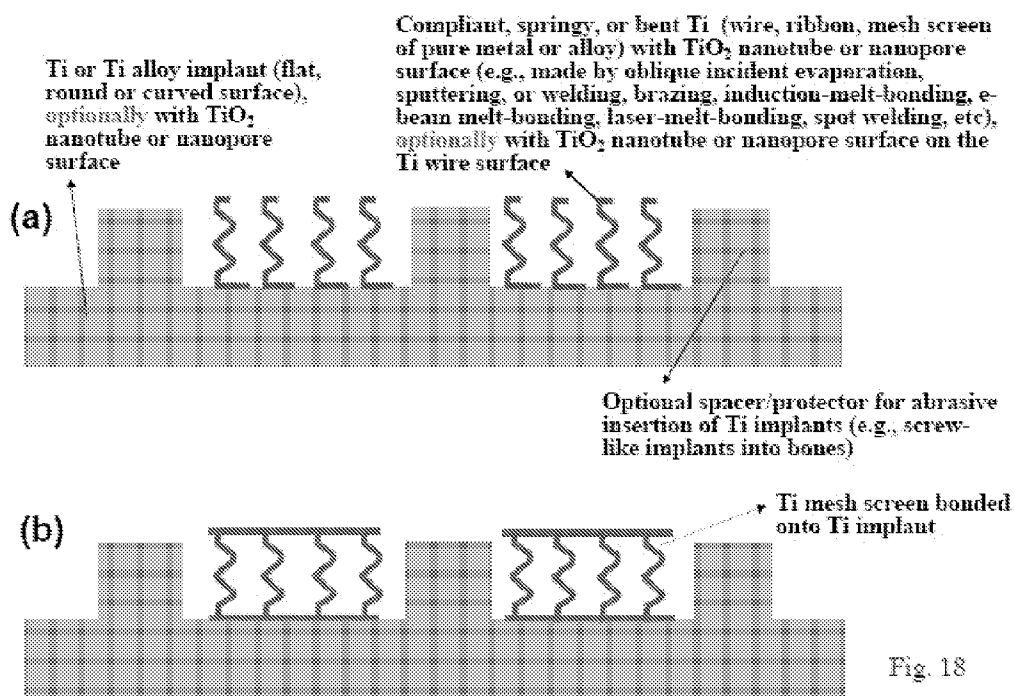 Compliant, springy, or bent Ti (wire, ribbon, mesh screen
of pure metal or alloy) with TiO₂ nanotube or nanopore
surface (e.g., made by oblique incident evaporation,
sputtering, or welding, brazing, induction-melt-bonding, e-
beam melt-bonding, laser-melt-bonding, spot welding, etc),
optionally with TiO₂ nanotube or nanopore surface on the
Ti wire surface
Ti or Ti alloy implant (flat,
round or curved surface),
optionally with TiO₂
nanotube or nanopore
surface
(a)
Optional spacer/protector for abrasive
insertion of Ti implants (e.g., screw-
like implants into bones)
(b)
Ti mesh screen bonded
onto Ti implant
Fig. 18